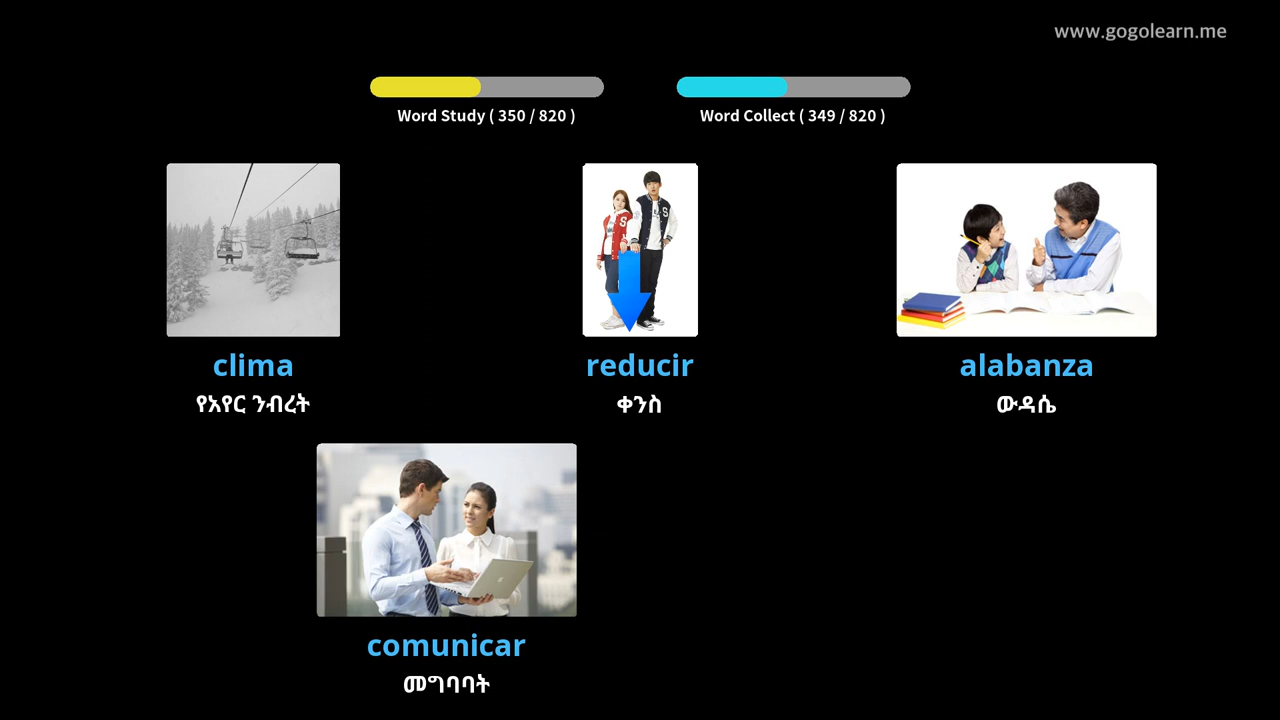 www.gogolearn.me
Word Study ( 350 / 820 )
Word Collect ( 349 / 820 )
clima
reducir
alabanza
የአየር ንብረት
ቀንስ
ውዳሴ
comunicar
መግባባት